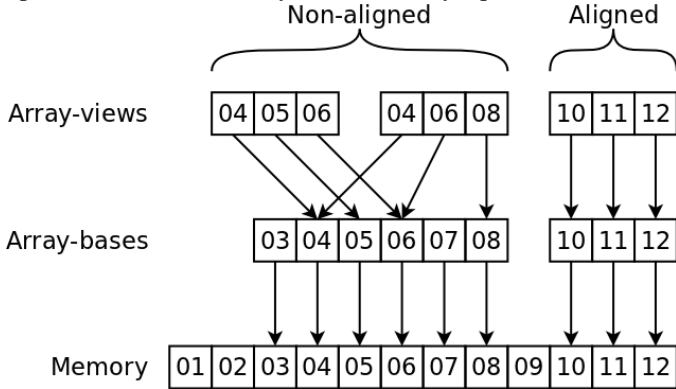 Non-aligned Aligned
Array-views 04 05 06 04 06 08 10 11 12
Array-bases 03 04 05 06 07 08 10 11 12
Memory 01 02 03 04 05 06 07 08 09 10 11 12